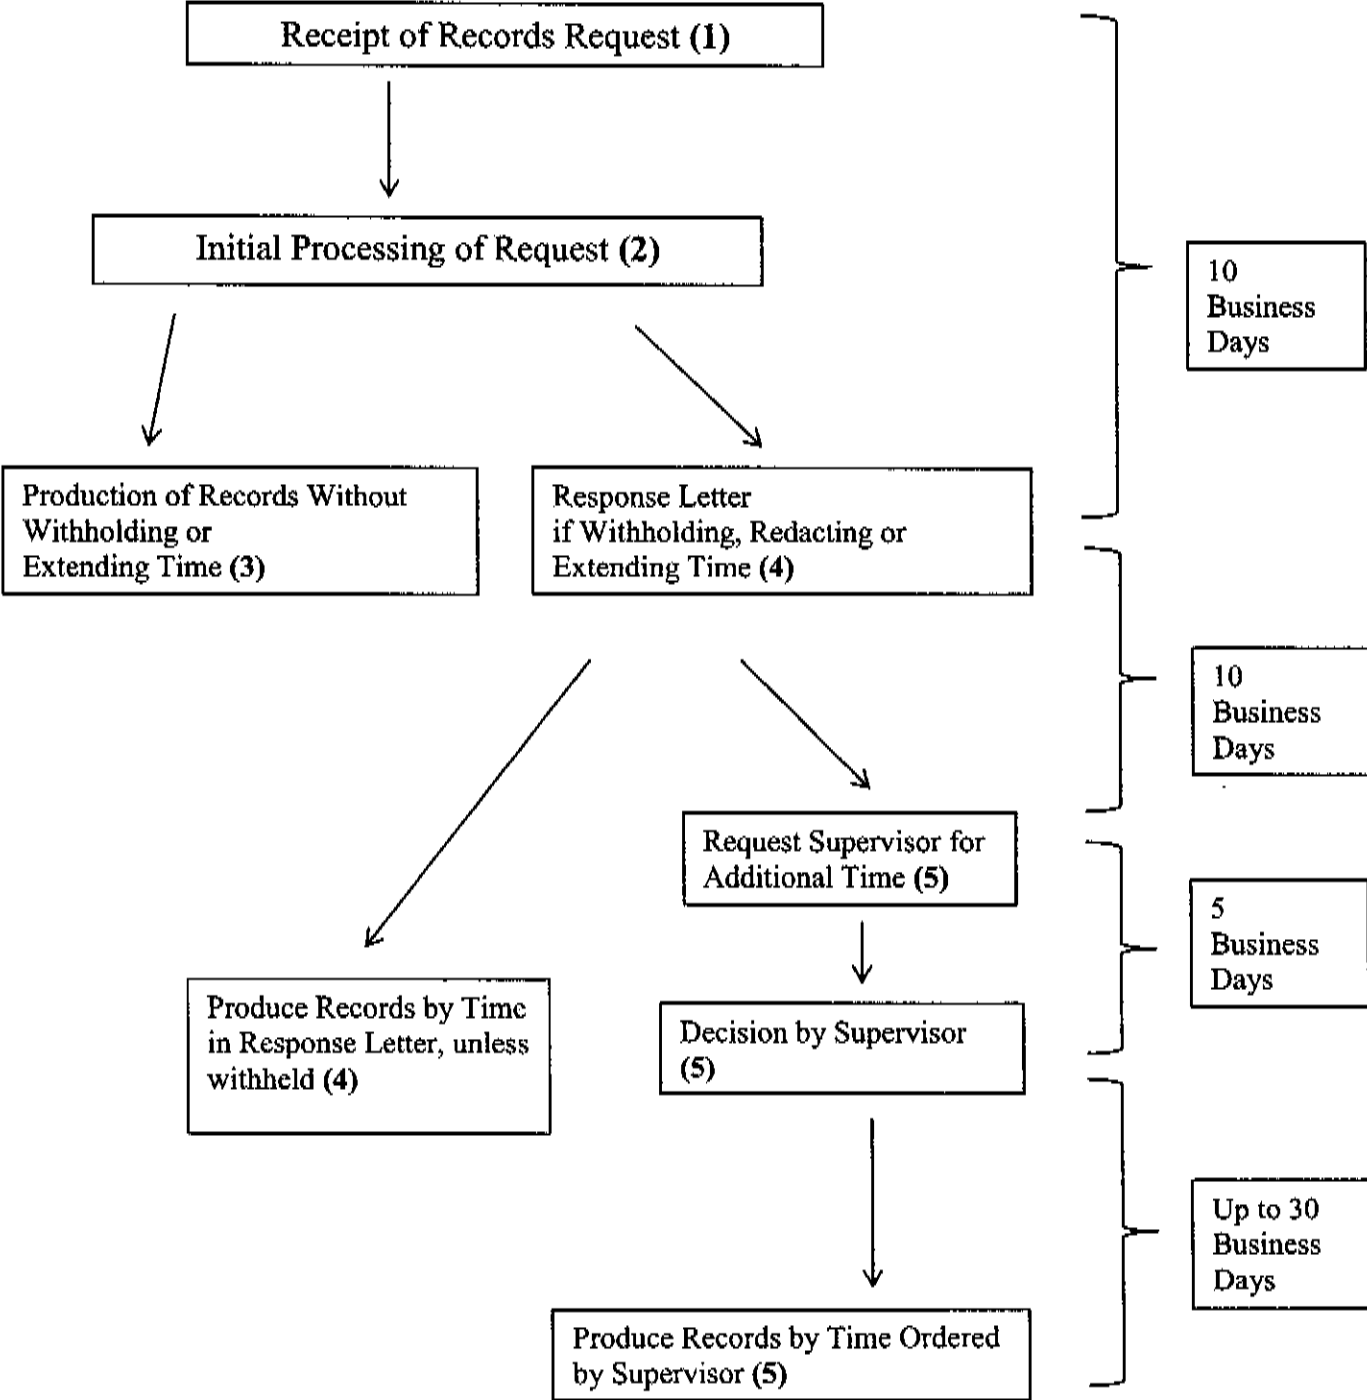 Receipt of Records Request (1)
Initial Processing of Request (2)
10
Business
Days
Production of Records Without
Withholding or
Extending Time (3)
Response Letter
if Withholding, Redacting or
Extending Time (4)
10
Business
Days
Request Supervisor for
Additional Time (5)
5
Business
Days
Produce Records by Time
in Response Letter, unless
withheld (4)
Decision by Supervisor
(5)
Up to 30
Business
Days
Produce Records by Time Ordered
by Supervisor (5)